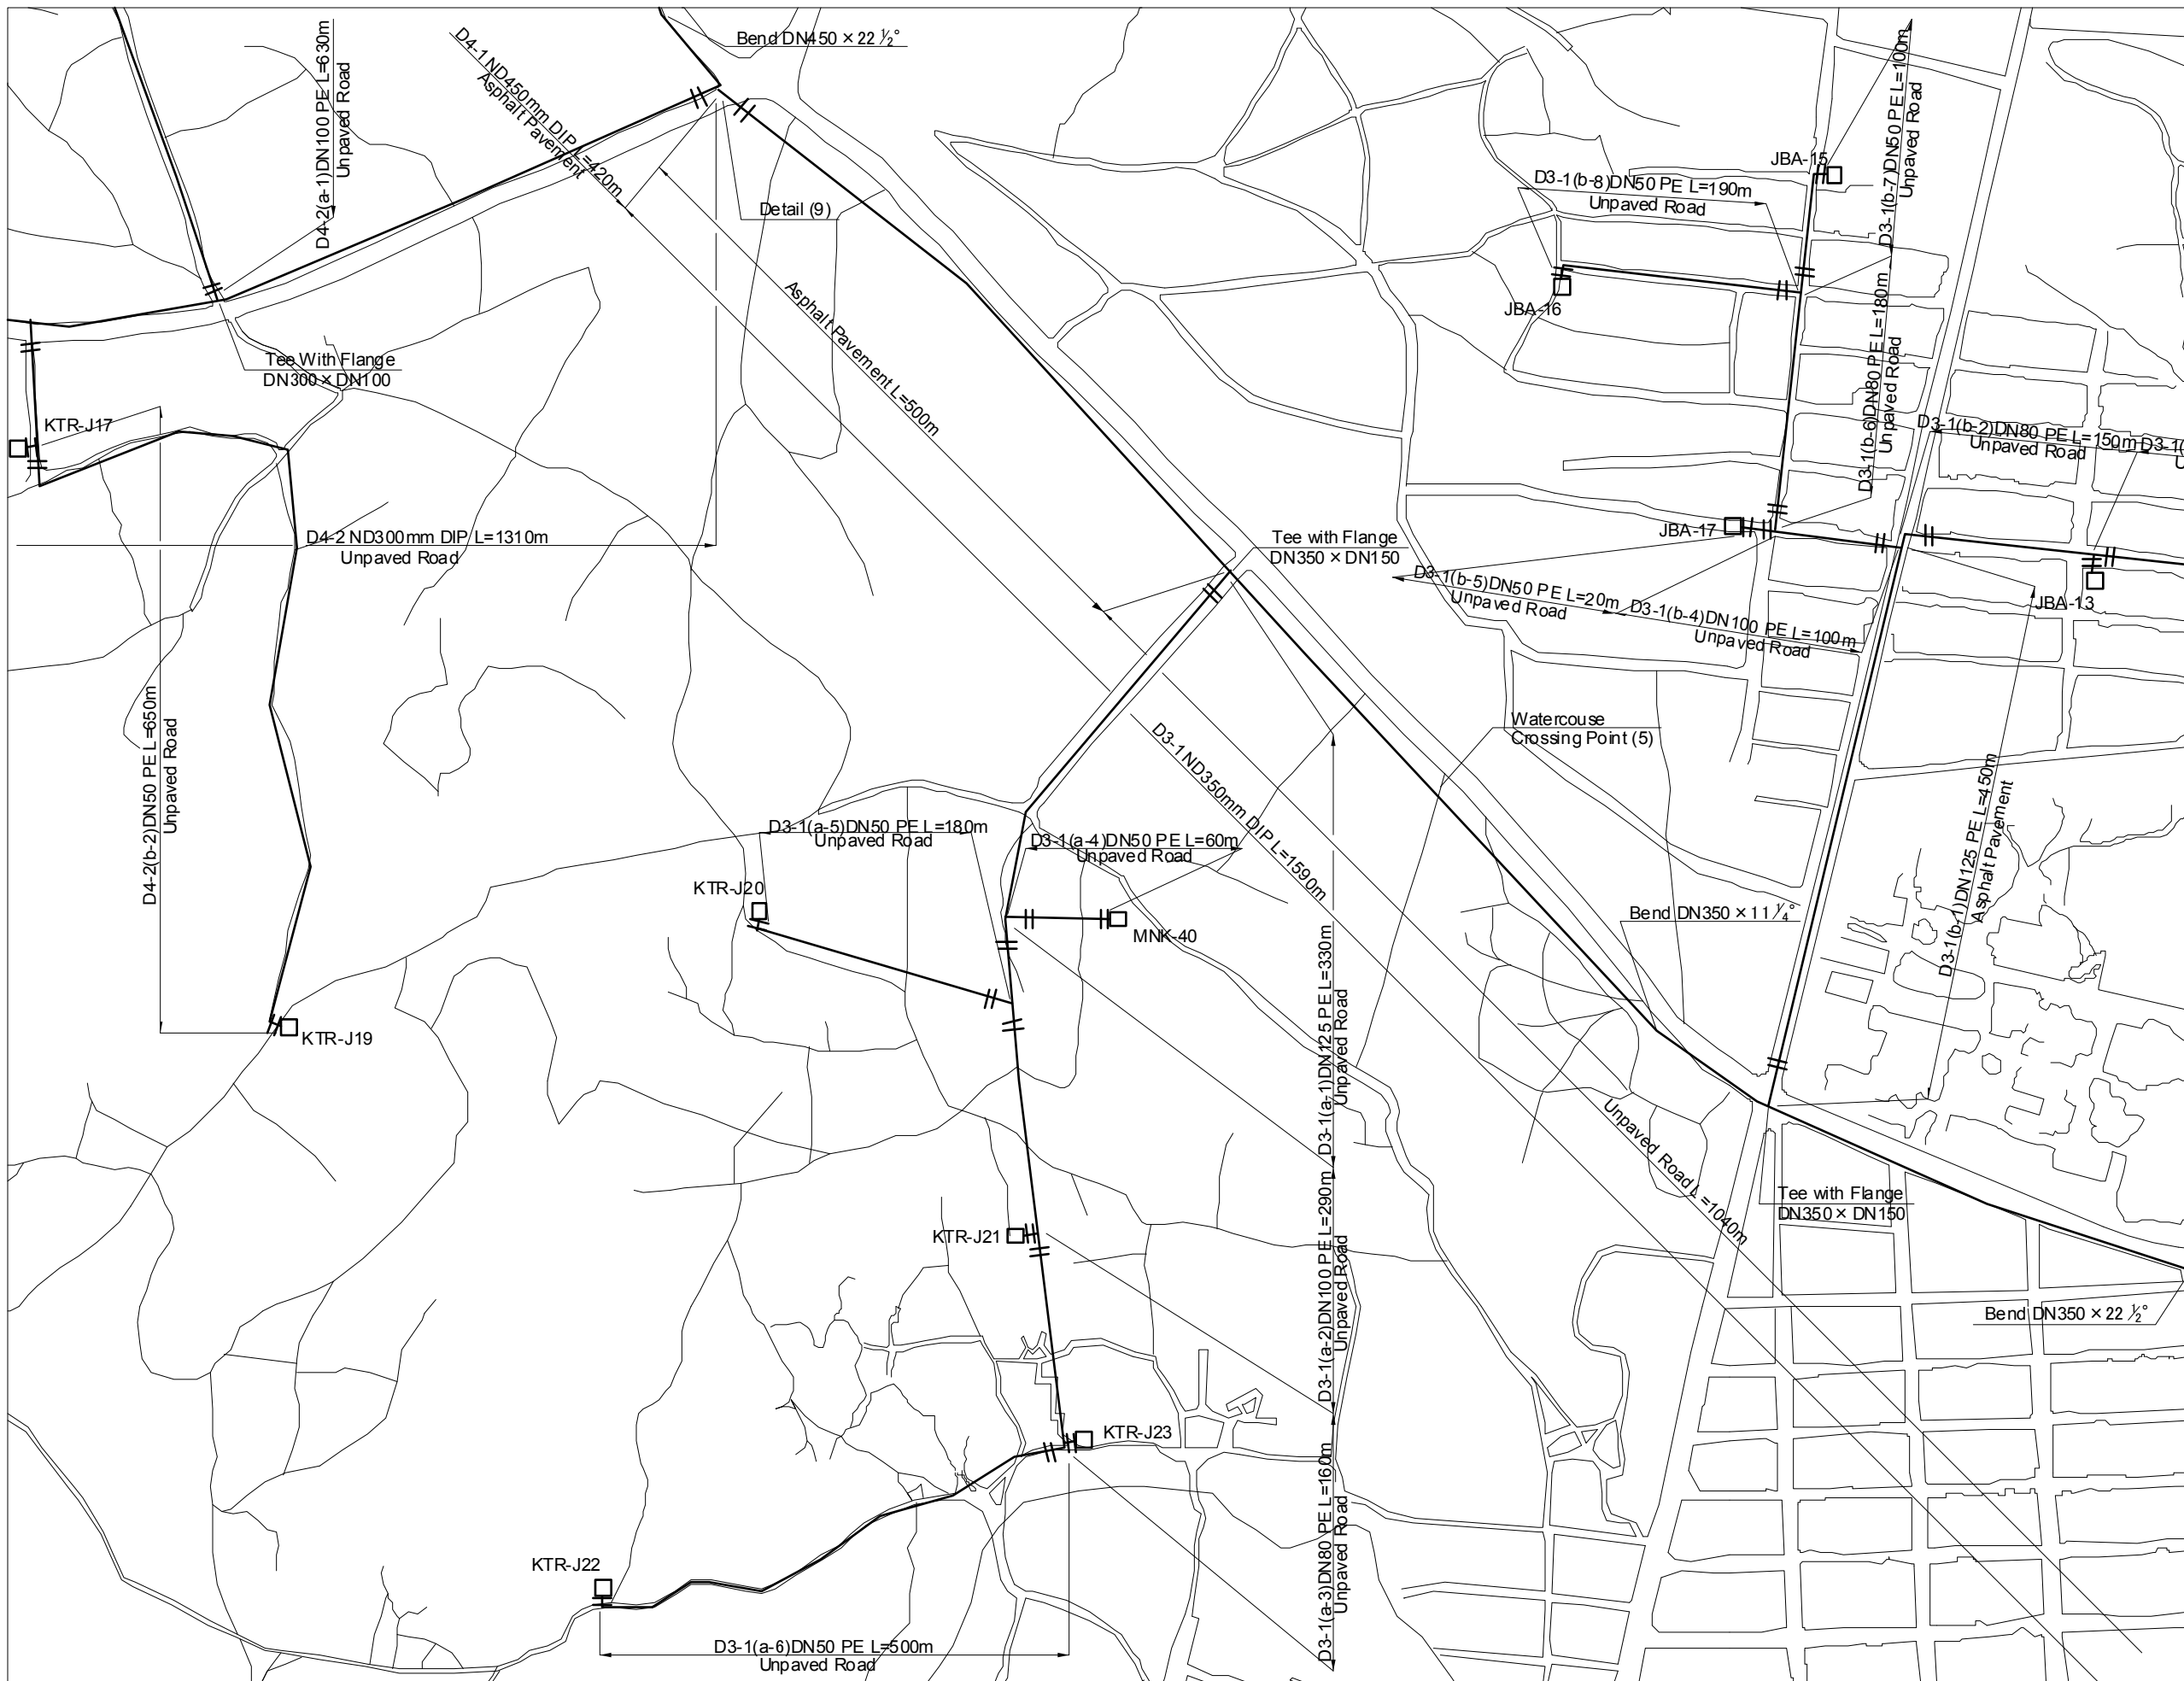 Bend DN450 × 22 ½°
D4-1 ND450mm DIP L=420m
Asphalt Pavement
D4-2(a-1)DN100 PE L=630m
Unpaved Road
Detail (9)
Asphalt Pavement L=500m
Tee With Flange
DN300 × DN100
KTR-J17
D4-2 ND300mm DIP L=1310m
Unpaved Road
D4-2(b-2)DN50 PE L=650m
Unpaved Road
KTR-J19
JBA-15
D3-1(b-7)DN50 PE L=100m
Unpaved Road
D3-1(b-8)DN50 PE L=190m
Unpaved Road
JBA-16
D3-1(b-6)DN80 PE L=180m
Unpaved Road
D3-1(b-2)DN80 PE L=150m
Unpaved Road
D3-1(
JBA-17
JBA-13
D3-1(b-5)DN50 PE L=20m
Unpaved Road
D3-1(b-4)DN100 PE L=100m
Unpaved Road
Tee with Flange
DN350 × DN150
Watercouse
Crossing Point (5)
D3-1 ND350mm DIP L=1590m
D3-1(b-1)DN125 PE L=450m
Asphalt Pavement
D3-1(a-5)DN50 PE L=180m
Unpaved Road
D3-1(a-4)DN50 PE L=60m
Unpaved Road
KTR-J20
MNK-40
Bend DN350 × 11 ¼°
D3-1(a-1)DN125 PE L=330m
Unpaved Road
Unpaved Road L=1040m
Tee with Flange
DN350 × DN150
KTR-J21
D3-1(a-2)DN100 PE L=290m
Unpaved Road
Bend DN350 × 22 ½°
KTR-J23
D3-1(a-3)DN80 PE L=160m
Unpaved Road
KTR-J22
D3-1(a-6)DN50 PE L=500m
Unpaved Road